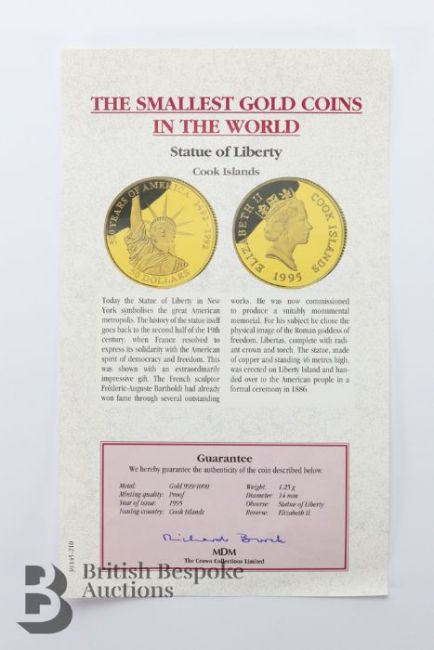 THE SMALLEST GOLD COINS
IN THE WORLD
Statue of Liberty
Cook Islands
500 YEARS OF AMERICA 1492-1992
DOLLARS
ELIZABETH II COOK ISLANDS
1995
Today the Statue of Liberty in New
York symbolises the great American
metropolis. The history of the statue itself
goes back to the second half of the 19th
century, when France resolved to
express its solidarity with the American
spirit of democracy and freedom. This
was shown with an extraordinarily
impressive gift. The French sculptor
Fréderic-Auguste Bartholdi had already
won fame through several outstanding
works. He was now commissioned
to produce a suitably monumental
memorial. For his subject he chose the
physical image of the Roman goddess of
freedom, Libertas, complete with radi-
ant crown and torch. The statue, made
of copper and standing 46 metres high,
was erected on Liberty Island and han-
ded over to the American people in a
formal ceremony in 1886.
Guarantee
We hereby guarantee the authenticity of the coin described below.
Metal: Gold 999/1000
Minting quality: Proof
Year of issue: 1995
Issuing country: Cook Islands
Weight: 1.25 g
Diameter: 14 mm
Obverse: Statue of Liberty
Reverse: Elizabeth II.
Richard
MDM
The Crown Collections Limited
B British Bespoke
Auctions